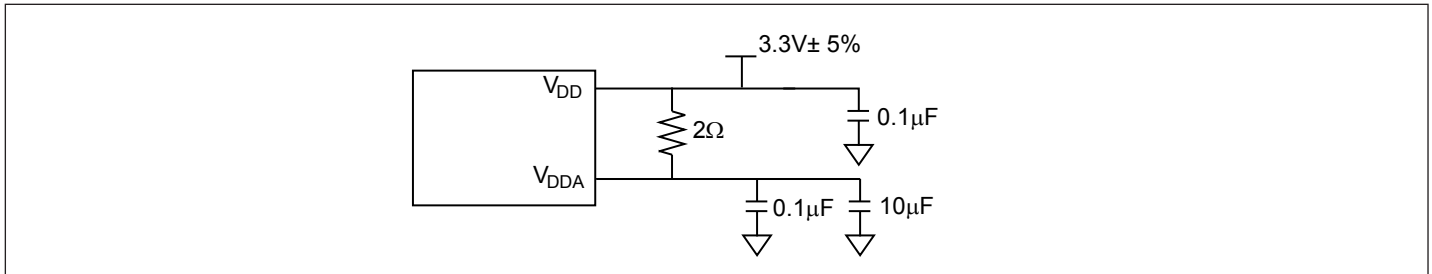 3.3V± 5%
VDD
0.1µF
2Ω
VDDA
0.1µF
10µF